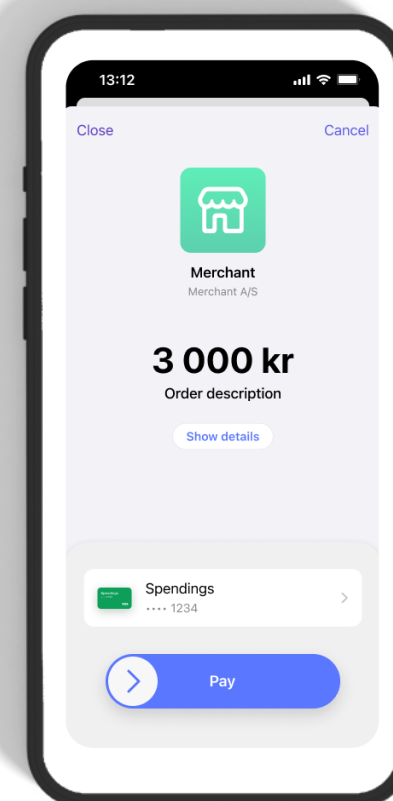 13:12
Close
Cancel
Merchant
Merchant A/S
3 000 kr
Order description
Show details
Spendings
•••• 1234
Pay